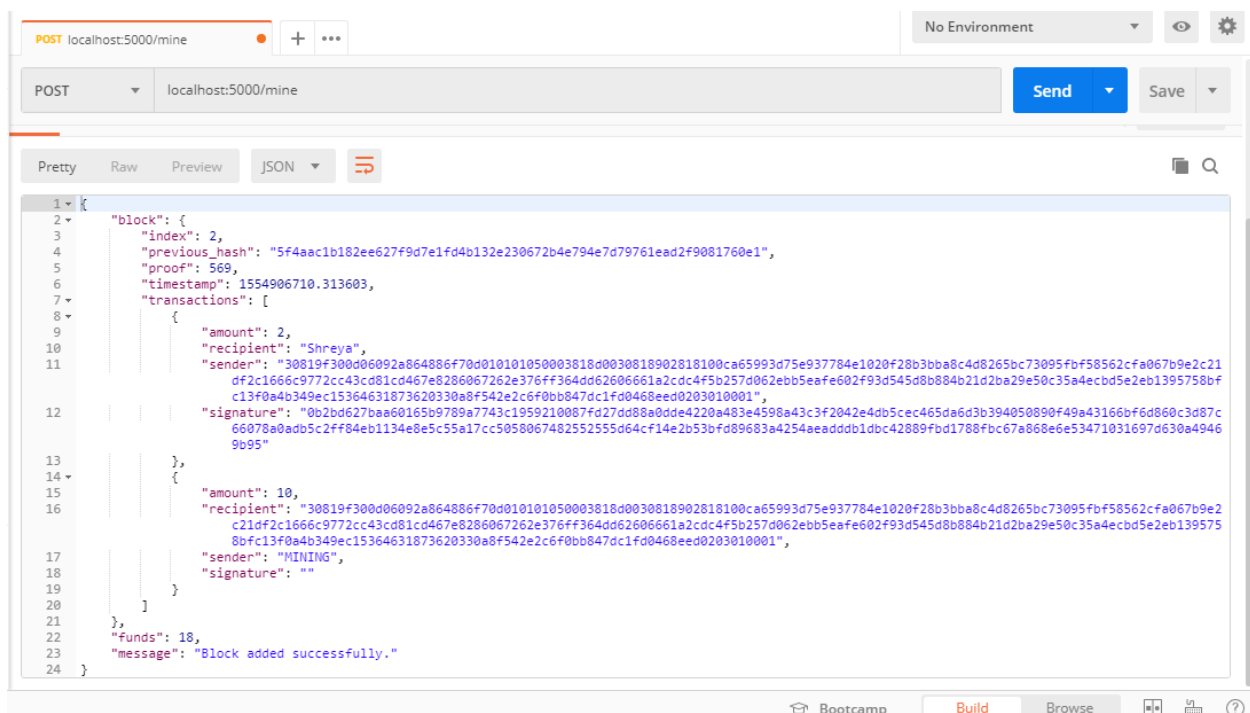 POST localhost:5000/mine
No Environment
POST localhost:5000/mine
Send
Save
Pretty Raw Preview JSON
1 {
2 "block": {
3 "index": 2,
4 "previous_hash": "5f4aac1b182ee627f9d7e1fd4b132e230672b4e794e7d79761ead2f9081760e1",
5 "proof": 569,
6 "timestamp": 1554906710.313603,
7 "transactions": [
8 {
9 "amount": 2,
10 "recipient": "Shreya",
11 "sender": "30819f300d06092a864886f70d010101050003818d0030818902818100ca65993d75e937784e1020f28b3bba8c4d8265bc73095fbf58562cfa067b9e2c21
df2c1666c9772cc43cd81cd467e8286067262e376ff364dd62606661a2cdc4f5b257d062ebb5eafe602f93d545d8b884b21d2ba29e50c35a4ecbd5e2eb1395758bf
c13f0a4b349ec15364631873620330a8f542e2c6f0bb847dc1fd0468eed0203010001",
12 "signature": "0b2bd627baa60165b9789a7743c1959210087fd27dd88a0dde4220a483e4598a43c3f2042e4db5cec465da6d3b394050890f49a43166bf6d860c3d87c
66078a0adb5c2ff84eb1134e8e5c55a17cc5058067482552555d64cf14e2b53bfd89683a4254aeadddb1dbc42889fbd1788fbc67a868e6e53471031697d630a4946
9b95"
13 },
14 {
15 "amount": 10,
16 "recipient": "30819f300d06092a864886f70d010101050003818d0030818902818100ca65993d75e937784e1020f28b3bba8c4d8265bc73095fbf58562cfa067b9e2
c21df2c1666c9772cc43cd81cd467e8286067262e376ff364dd62606661a2cdc4f5b257d062ebb5eafe602f93d545d8b884b21d2ba29e50c35a4ecbd5e2eb139575
8bfc13f0a4b349ec15364631873620330a8f542e2c6f0bb847dc1fd0468eed0203010001",
17 "sender": "MINING",
18 "signature": ""
19 }
20 ]
21 },
22 "funds": 18,
23 "message": "Block added successfully."
24 }
Bootcamp Build Browse